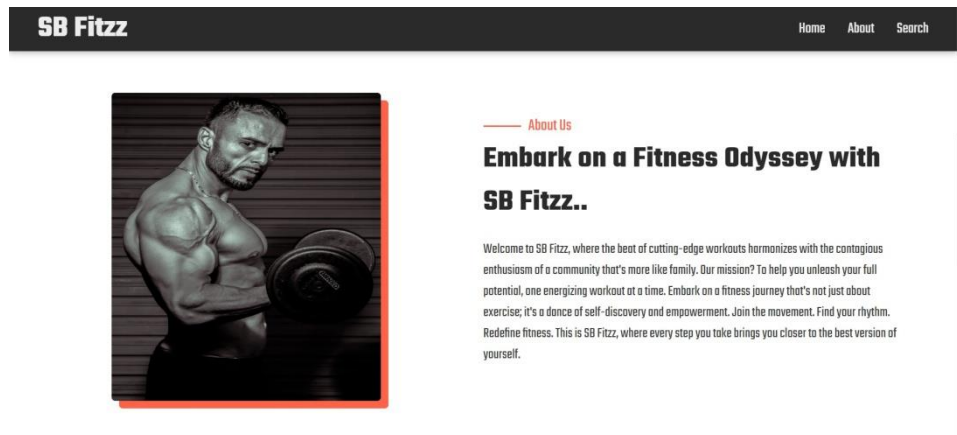 SB Fitzz
Home About Search
About Us
Embark on a Fitness Odyssey with
SB Fitzz..
Welcome to SB Fitzz, where the beat of cutting-edge workouts harmonizes with the contagious
enthusiasm of a community that's more like family. Our mission? To help you unleash your full
potential, one energizing workout at a time. Embark on a fitness journey that's not just about
exercise; it's a dance of self-discovery and empowerment. Join the movement. Find your rhythm.
Redefine fitness. This is SB Fitzz, where every step you take brings you closer to the best version of
yourself.